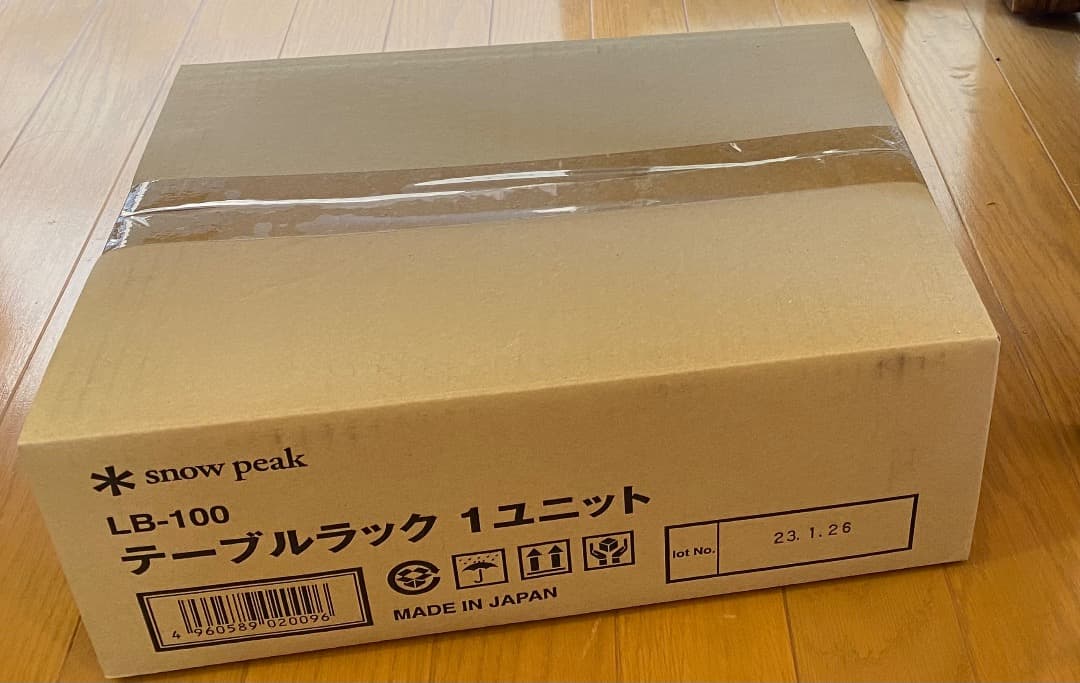 snow peak
LB-100
テーブルラック 1ユニット
4 960589 020096
MADE IN JAPAN
lot No. 23. 1. 26